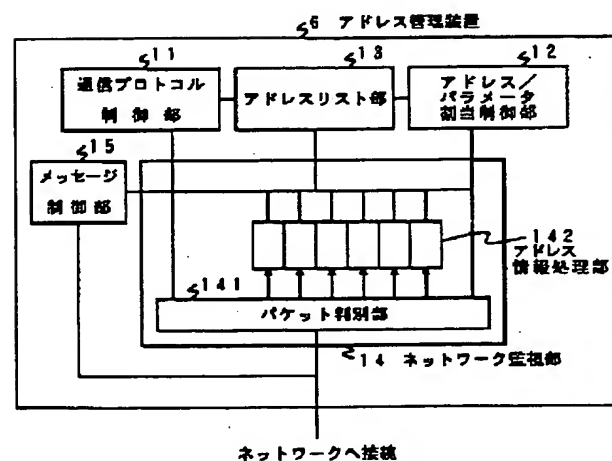 6 アドレス管理装置
11
13
12
通信プロトコル
制御部
アドレスリスト部
アドレス/
パラメータ
割当制御部
15
メッセージ
制御部
142
アドレス
情報処理部
141
パケット判別部
14 ネットワーク監視部
ネットワークへ接続